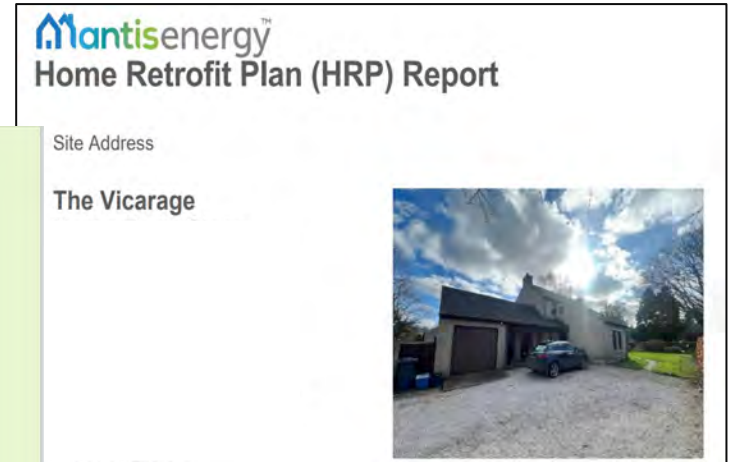 Mantisenergy™
Home Retrofit Plan (HRP) Report
Site Address
The Vicarage